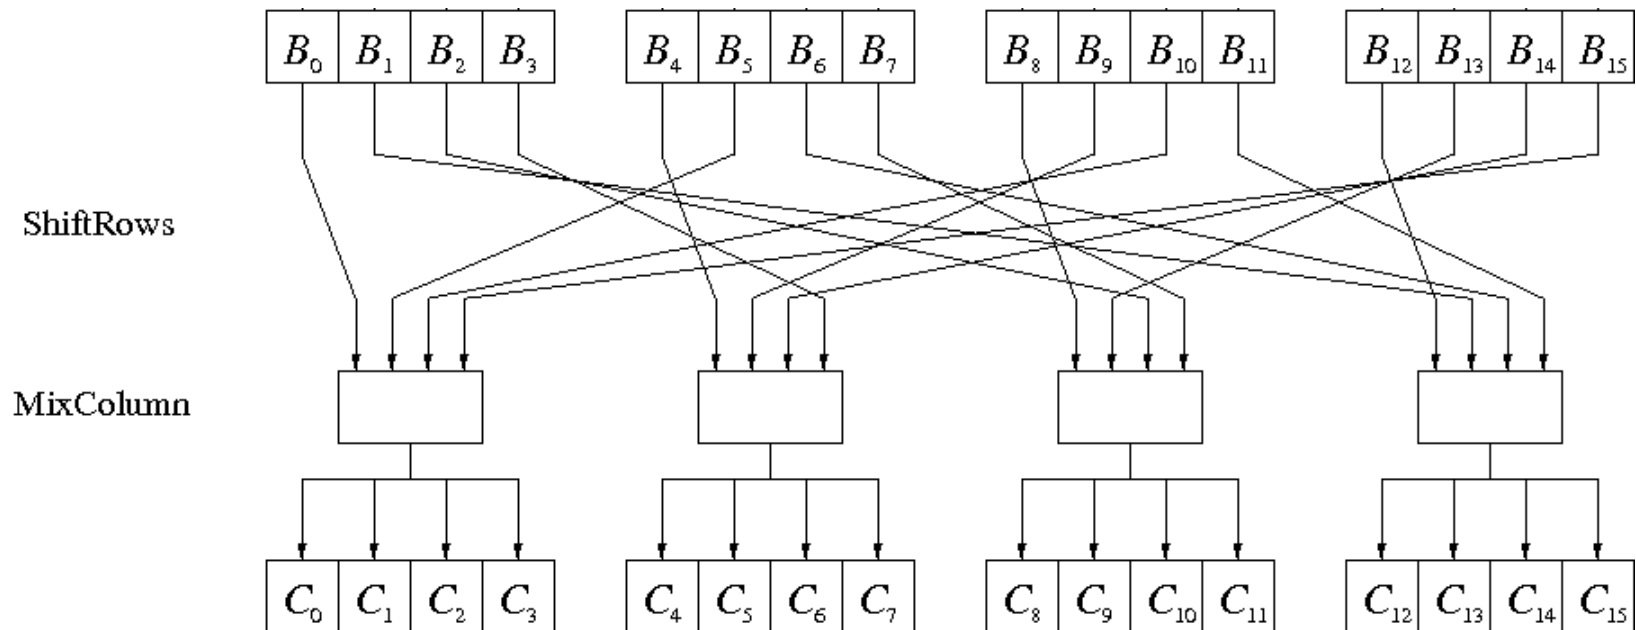 B₀ B₁ B₂ B₃ B₄ B₅ B₆ B₇ B₈ B₉ B₁₀ B₁₁ B₁₂ B₁₃ B₁₄ B₁₅
ShiftRows
MixColumn
C₀ C₁ C₂ C₃ C₄ C₅ C₆ C₇ C₈ C₉ C₁₀ C₁₁ C₁₂ C₁₃ C₁₄ C₁₅